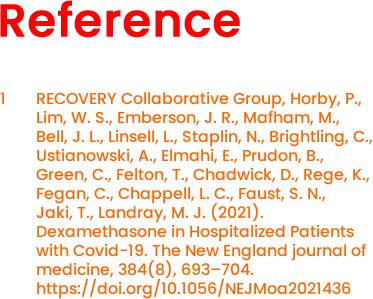 Reference
1 RECOVERY Collaborative Group, Horby, P.,
Lim, W. S., Emberson, J. R., Mafham, M.,
Bell, J. L., Linsell, L., Staplin, N., Brightling, C.,
Ustianowski, A., Elmahi, E., Prudon, B.,
Green, C., Felton, T., Chadwick, D., Rege, K.,
Fegan, C., Chappell, L. C., Faust, S. N.,
Jaki, T., Landray, M. J. (2021).
Dexamethasone in Hospitalized Patients
with Covid-19. The New England journal of
medicine, 384(8), 693–704.
https://doi.org/10.1056/NEJMoa2021436